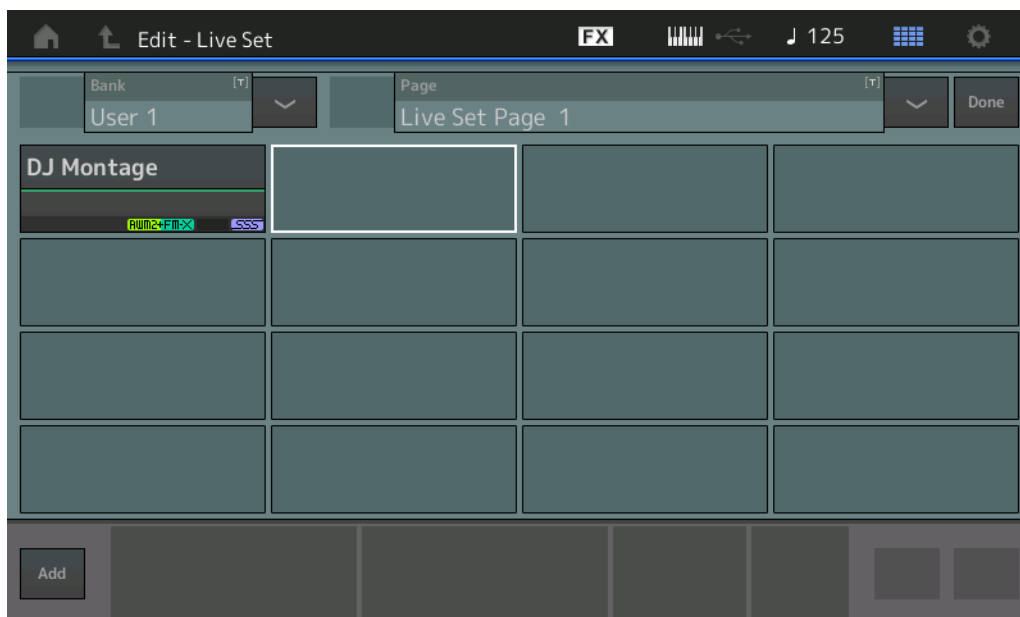 Edit - Live Set
FX
125
Bank [T]
User 1
Page [T]
Live Set Page 1
Done
DJ Montage
AWM2+FM-X
SSS
Add